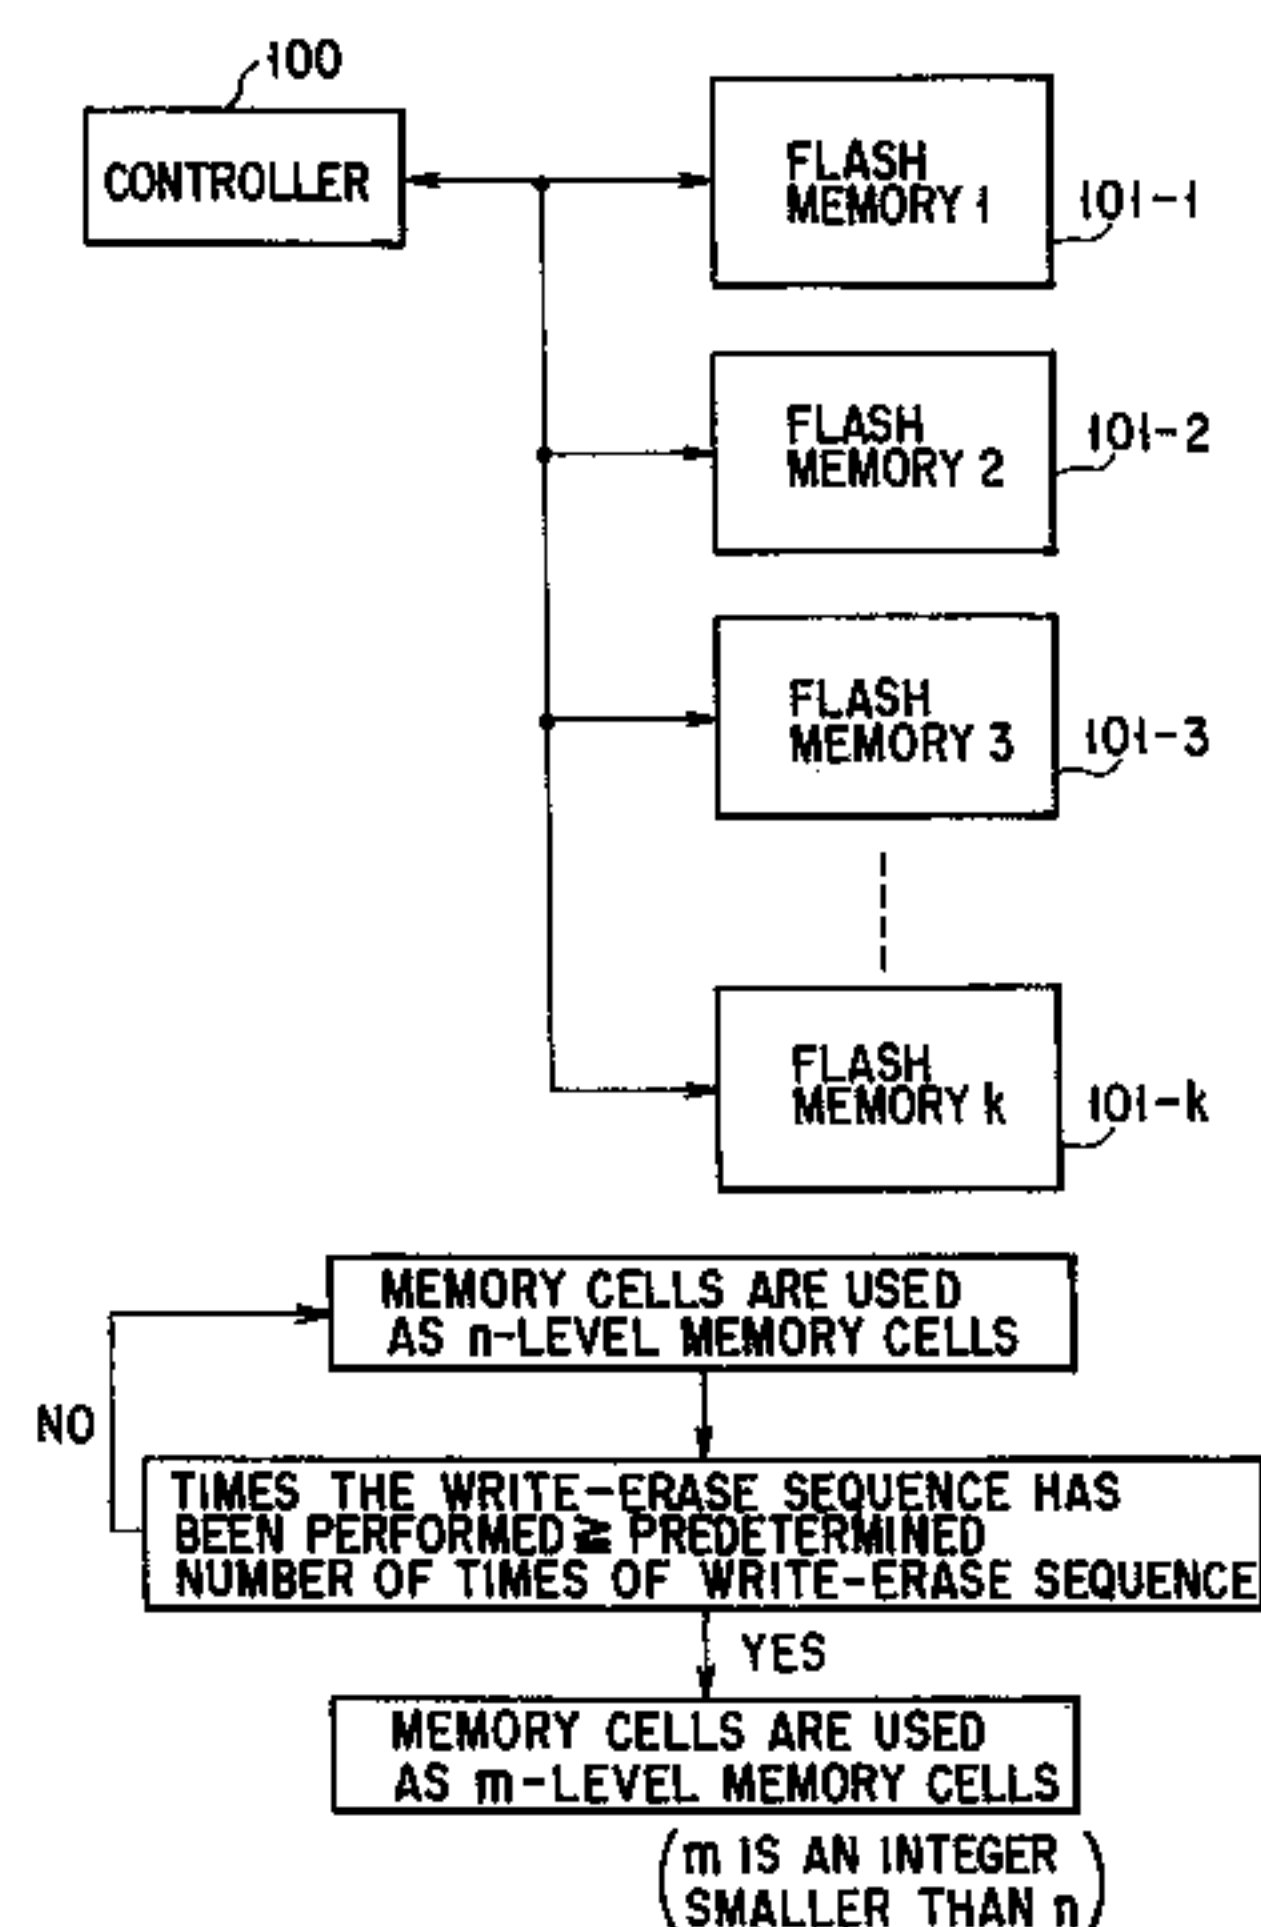 100
CONTROLLER
FLASH
MEMORY 1
101-1
FLASH
MEMORY 2
101-2
FLASH
MEMORY 3
101-3
FLASH
MEMORY k
101-k
MEMORY CELLS ARE USED
AS n-LEVEL MEMORY CELLS
NO
TIMES THE WRITE-ERASE SEQUENCE HAS
BEEN PERFORMED ≧ PREDETERMINED
NUMBER OF TIMES OF WRITE-ERASE SEQUENCE
YES
MEMORY CELLS ARE USED
AS m-LEVEL MEMORY CELLS
(m IS AN INTEGER
SMALLER THAN n)